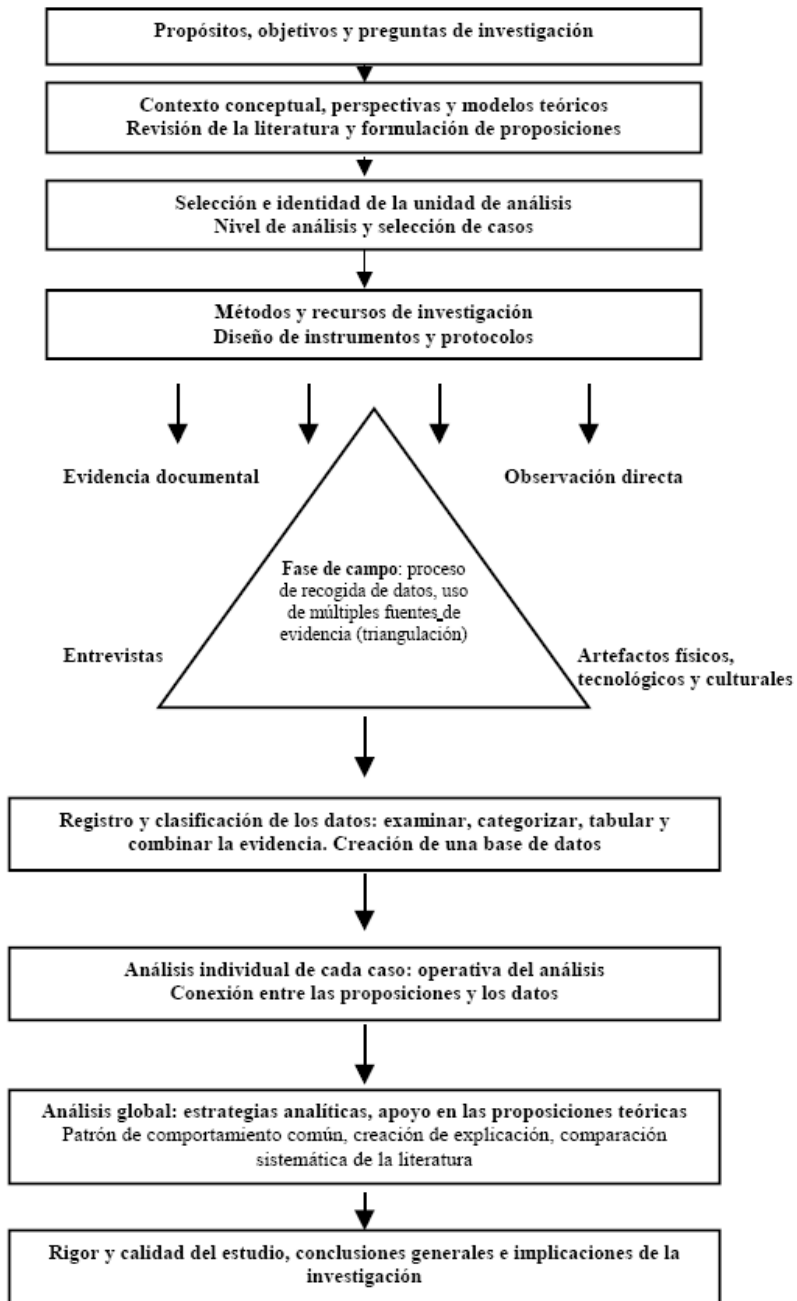 Propósitos, objetivos y preguntas de investigación
Contexto conceptual, perspectivas y modelos teóricos
Revisión de la literatura y formulación de proposiciones
Selección e identidad de la unidad de análisis
Nivel de análisis y selección de casos
Métodos y recursos de investigación
Diseño de instrumentos y protocolos
Evidencia documental
Observación directa
Fase de campo: proceso
de recogida de datos, uso
de múltiples fuentes de
evidencia (triangulación)
Entrevistas
Artefactos físicos,
tecnológicos y culturales
Registro y clasificación de los datos: examinar, categorizar, tabular y
combinar la evidencia. Creación de una base de datos
Análisis individual de cada caso: operativa del análisis
Conexión entre las proposiciones y los datos
Análisis global: estrategias analíticas, apoyo en las proposiciones teóricas
Patrón de comportamiento común, creación de explicación, comparación
sistemática de la literatura
Rigor y calidad del estudio, conclusiones generales e implicaciones de la
investigación